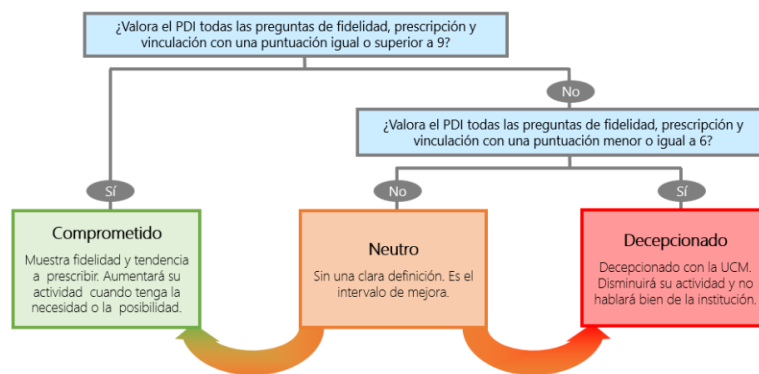 ¿Valora el PDI todas las preguntas de fidelidad, prescripción y
vinculación con una puntuación igual o superior a 9?
No
¿Valora el PDI todas las preguntas de fidelidad, prescripción y
vinculación con una puntuación menor o igual a 6?
Sí
No
Sí
Comprometido
Muestra fidelidad y tendencia
a prescribir. Aumentará su
actividad cuando tenga la
necesidad o la posibilidad.
Neutro
Sin una clara definición. Es el
intervalo de mejora.
Decepcionado
Decepcionado con la UCM.
Disminuirá su actividad y no
hablará bien de la institución.